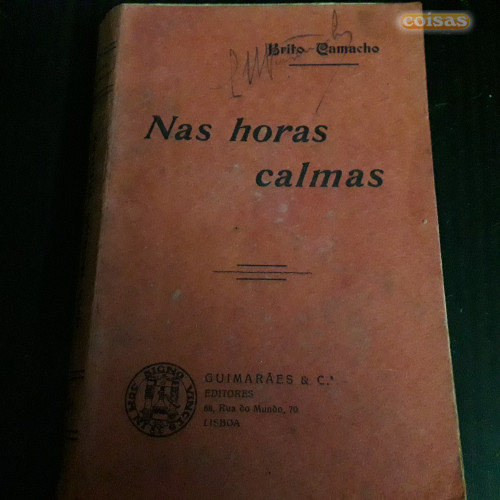 coisas
Brito Camacho
Nas horas
calmas
GUIMARÃES & C.ª
EDITORES
68, Rua do Mundo, 70
LISBOA